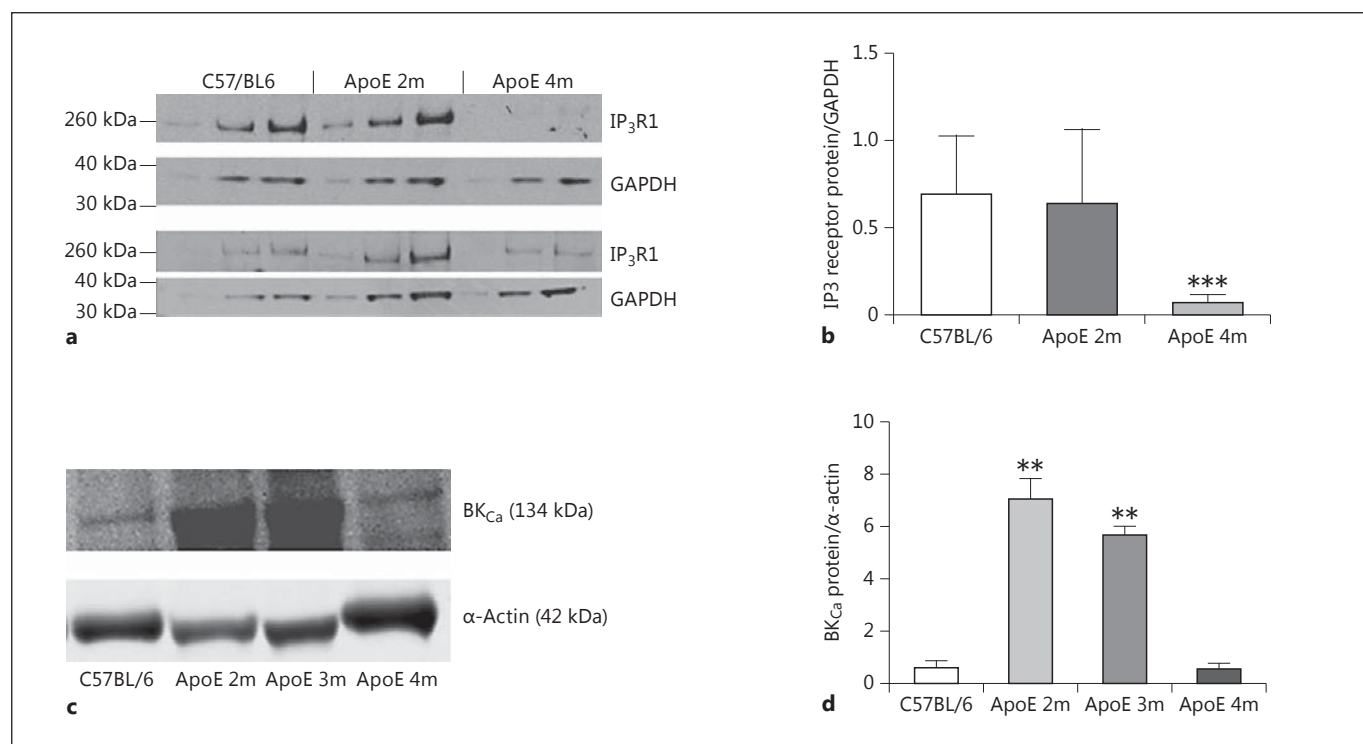 C57/BL6 | ApoE 2m | ApoE 4m
260 kDa IP₃R1
40 kDa
GAPDH
30 kDa
260 kDa IP₃R1
40 kDa
GAPDH
30 kDa
a
1.5
1.0
0.5
0
IP3 receptor protein/GAPDH
***
C57BL/6 ApoE 2m ApoE 4m
b
BK_Ca (134 kDa)
α-Actin (42 kDa)
C57BL/6 ApoE 2m ApoE 3m ApoE 4m
c
10
8
6
4
2
0
BK_Ca protein/α-actin
**
**
C57BL/6 ApoE 2m ApoE 3m ApoE 4m
d